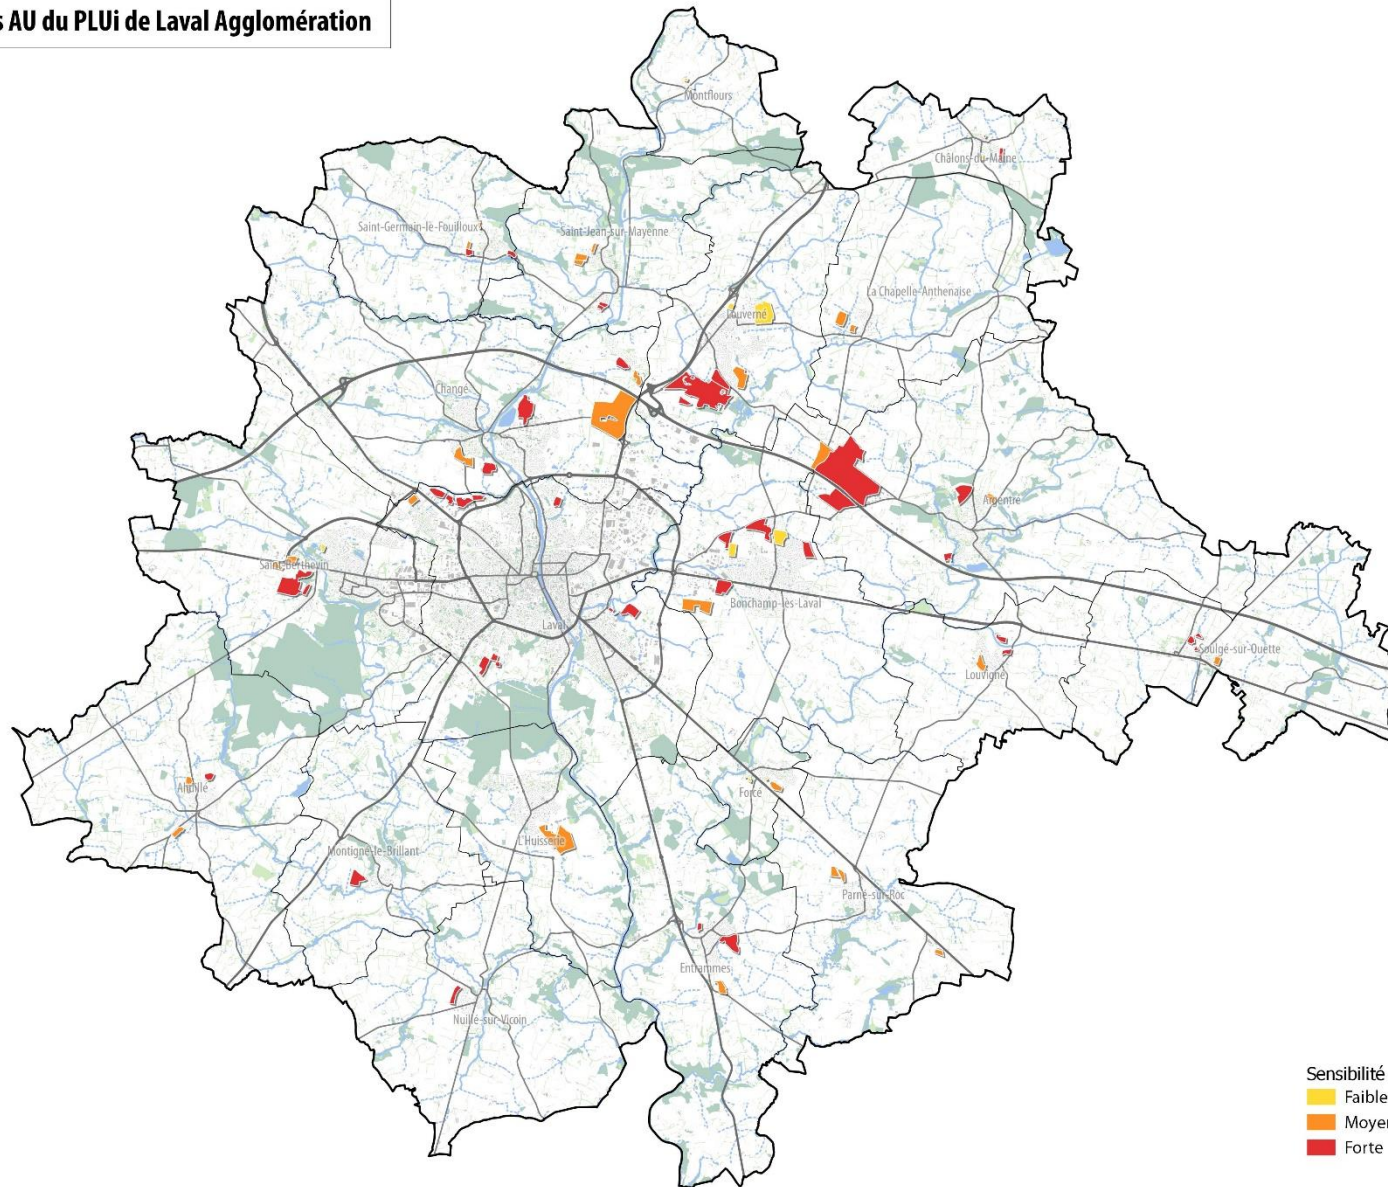 s AU du PLUi de Laval Agglomération
Montflours
Châlons-du-Maine
Saint-Germain-le-Fouilloux
Saint-Jean-sur-Mayenne
La Chapelle-Anthenaise
Louverné
Changé
Argentré
Saint-Berthevin
Bonchamp-lès-Laval
Laval
Soulgé-sur-Ouette
Louvigné
Ahuillé
Forcé
L'Huisserie
Montigné-le-Brillant
Parné-sur-Roc
Entrammes
Nuillé-sur-Vicoin
Sensibilité
Faible
Moyen
Forte